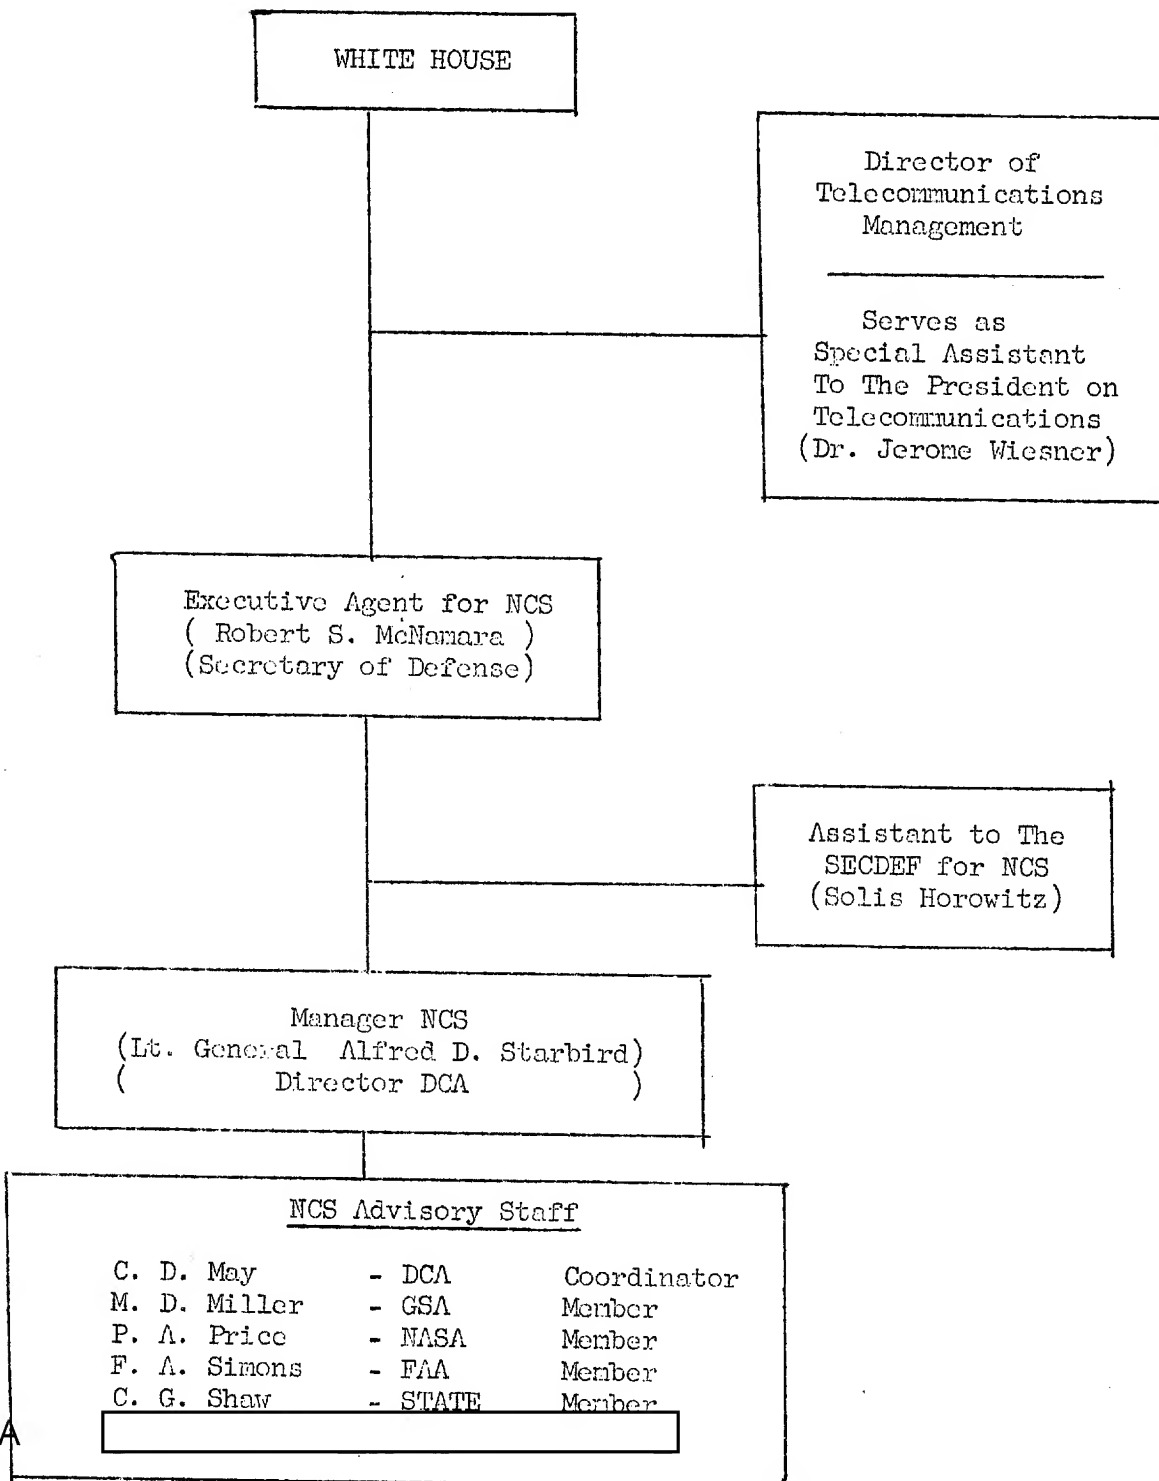 WHITE HOUSE
Director of
Telecommunications
Management
Serves as
Special Assistant
To The President on
Telecommunications
(Dr. Jerome Wiesner)
Executive Agent for NCS
( Robert S. McNamara )
(Secretary of Defense)
Assistant to The
SECDEF for NCS
(Solis Horowitz)
Manager NCS
(Lt. General Alfred D. Starbird)
( Director DCA )
NCS Advisory Staff
C. D. May - DCA Coordinator
M. D. Miller - GSA Member
P. A. Price - NASA Member
F. A. Simons - FAA Member
C. G. Shaw - STATE Member
A